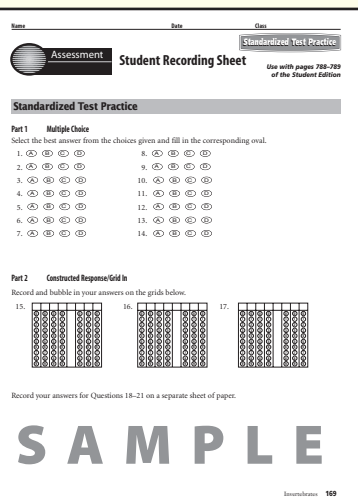 Name Date Class
Standardized Test Practice
Assessment
Student Recording Sheet
Use with pages 788–789
of the Student Edition
Standardized Test Practice
Part 1 Multiple Choice
Select the best answer from the choices given and fill in the corresponding oval.
1. A B C D 8. A B C D
2. A B C D 9. A B C D
3. A B C D 10. A B C D
4. A B C D 11. A B C D
5. A B C D 12. A B C D
6. A B C D 13. A B C D
7. A B C D 14. A B C D
Part 2 Constructed Response/Grid In
Record and bubble in your answers on the grids below.
15. 16. 17.
Record your answers for Questions 18–21 on a separate sheet of paper.
SAMPLE
Invertebrates 169